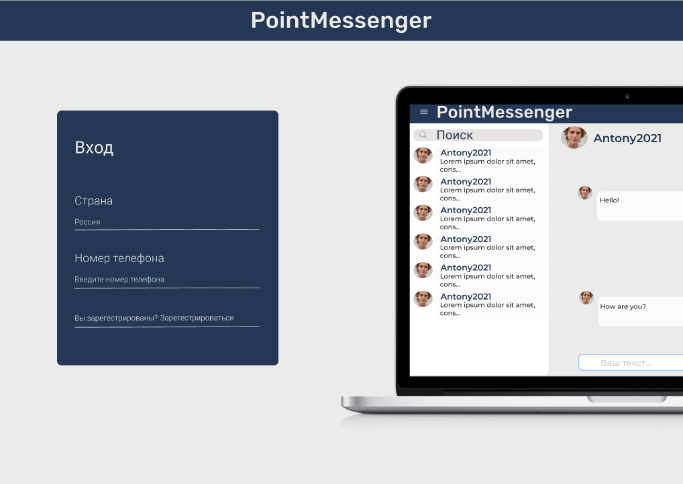 PointMessenger
Вход
Страна
Россия
Номер телефона
Введите номер телефона
Вы зарегестрированы? Зарегестрироваться
PointMessenger
Поиск
Antony2021
Lorem ipsum dolor sit amet,
cons...
Antony2021
Lorem ipsum dolor sit amet,
cons...
Antony2021
Lorem ipsum dolor sit amet,
cons...
Antony2021
Lorem ipsum dolor sit amet,
cons...
Antony2021
Lorem ipsum dolor sit amet,
cons...
Antony2021
Lorem ipsum dolor sit amet,
cons...
Antony2021
Hello!
How are you?
Ваш текст...